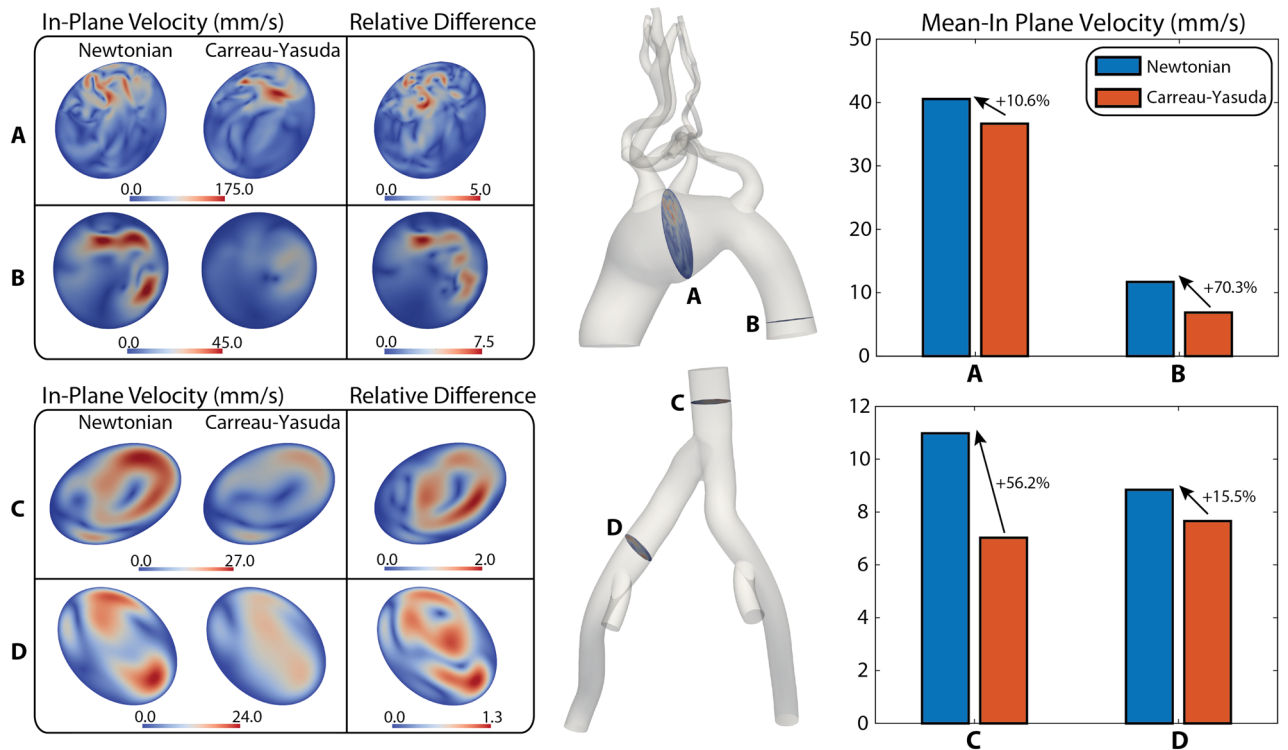 In-Plane Velocity (mm/s) Relative Difference
Newtonian Carreau-Yasuda
A
0.0 175.0 0.0 5.0
B
0.0 45.0 0.0 7.5
In-Plane Velocity (mm/s) Relative Difference
Newtonian Carreau-Yasuda
C
0.0 27.0 0.0 2.0
D
0.0 24.0 0.0 1.3
A
B
C
D
Mean-In Plane Velocity (mm/s)
50
Newtonian
Carreau-Yasuda
40
+10.6%
30
20
+70.3%
10
0
A B
12
10
+56.2%
+15.5%
8
6
4
2
0
C D